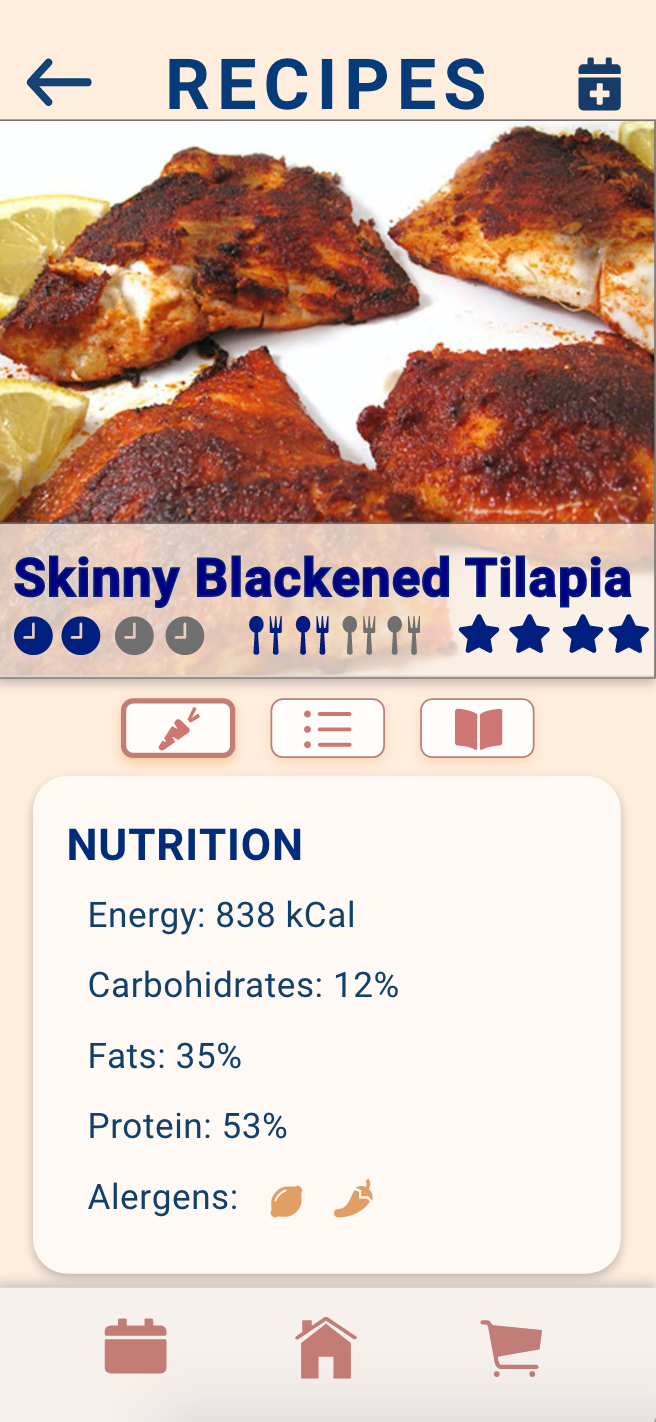 RECIPES
Skinny Blackened Tilapia
NUTRITION
Energy: 838 kCal
Carbohidrates: 12%
Fats: 35%
Protein: 53%
Alergens: